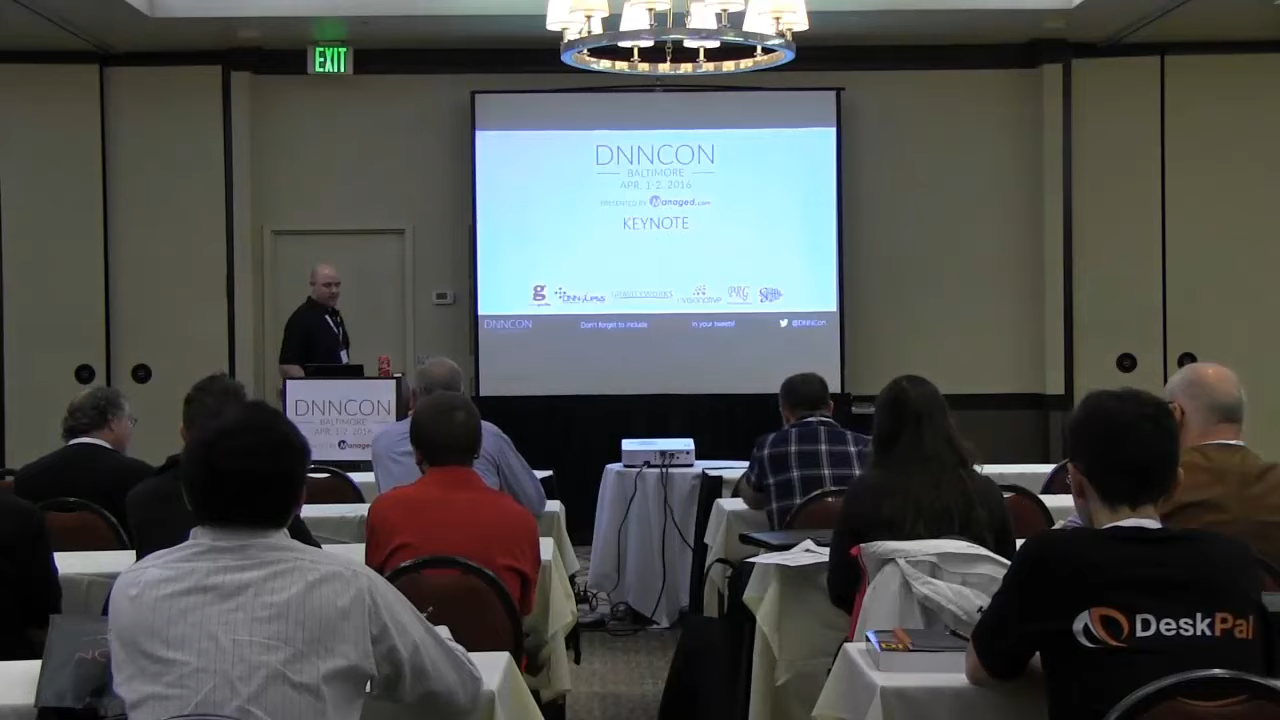 EXIT
DNNCON
BALTIMORE
APR. 1-2, 2016
PRESENTED BY Managed.com
KEYNOTE
g
PRG
DNNCON
Don't forget to include
in your tweets!
@DNNCon
DNNCON
BALTIMORE
APR. 1-2, 2016
Managed
DeskPal